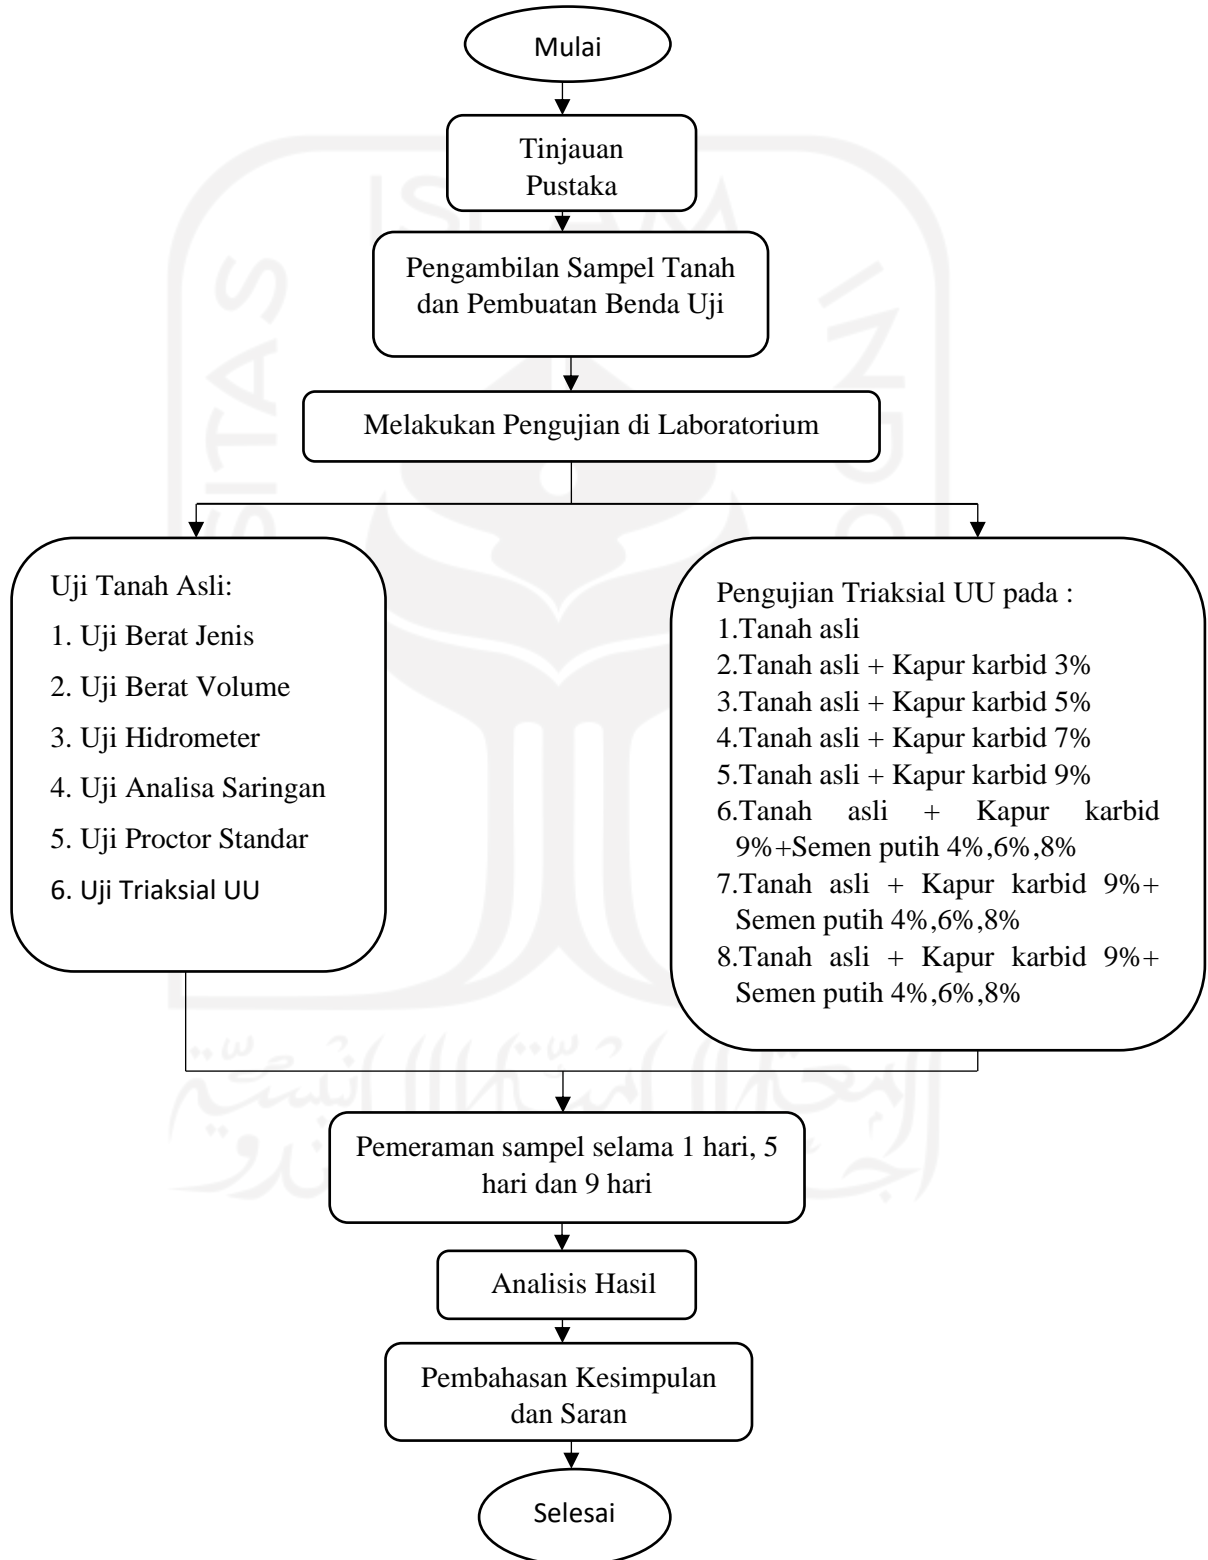 Mulai
Tinjauan
Pustaka
Pengambilan Sampel Tanah
dan Pembuatan Benda Uji
Melakukan Pengujian di Laboratorium
Uji Tanah Asli:
1. Uji Berat Jenis
2. Uji Berat Volume
3. Uji Hidrometer
4. Uji Analisa Saringan
5. Uji Proctor Standar
6. Uji Triaksial UU
Pengujian Triaksial UU pada :
1.Tanah asli
2.Tanah asli + Kapur karbid 3%
3.Tanah asli + Kapur karbid 5%
4.Tanah asli + Kapur karbid 7%
5.Tanah asli + Kapur karbid 9%
6.Tanah asli + Kapur karbid
9%+Semen putih 4%,6%,8%
7.Tanah asli + Kapur karbid 9%+
Semen putih 4%,6%,8%
8.Tanah asli + Kapur karbid 9%+
Semen putih 4%,6%,8%
Pemeraman sampel selama 1 hari, 5
hari dan 9 hari
Analisis Hasil
Pembahasan Kesimpulan
dan Saran
Selesai